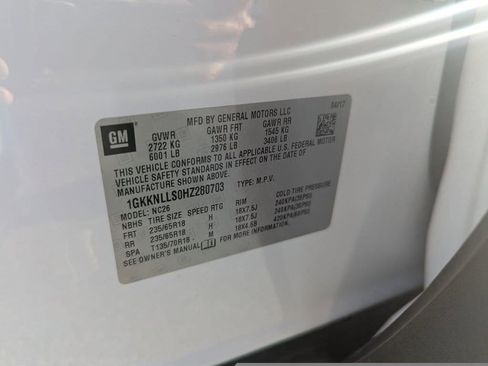 MFD BY GENERAL MOTORS LLC 04/17
GM
GVWR GAWR FRT GAWR RR
2722 KG 1350 KG 1545 KG
6001 LB 2976 LB 3406 LB
THIS VEHICLE CONFORMS TO ALL APPLICABLE U.S. FEDERAL MOTOR
VEHICLE SAFETY STANDARDS IN EFFECT ON THE DATE OF
MANUFACTURE SHOWN ABOVE.
1GKKNLLS0HZ280703 TYPE: M.P.V.
MODEL: NC26
NBHS TIRE SIZE SPEED RTG RIM COLD TIRE PRESSURE
FRT 235/65R18 H 18X7.5J 240KPA(35PSI)
RR 235/65R18 H 18X7.5J 240KPA(35PSI)
SPA T135/70R18 M 18X4.5B 420KPA(60PSI)
SEE OWNER'S MANUAL FOR MORE INFORMATION.